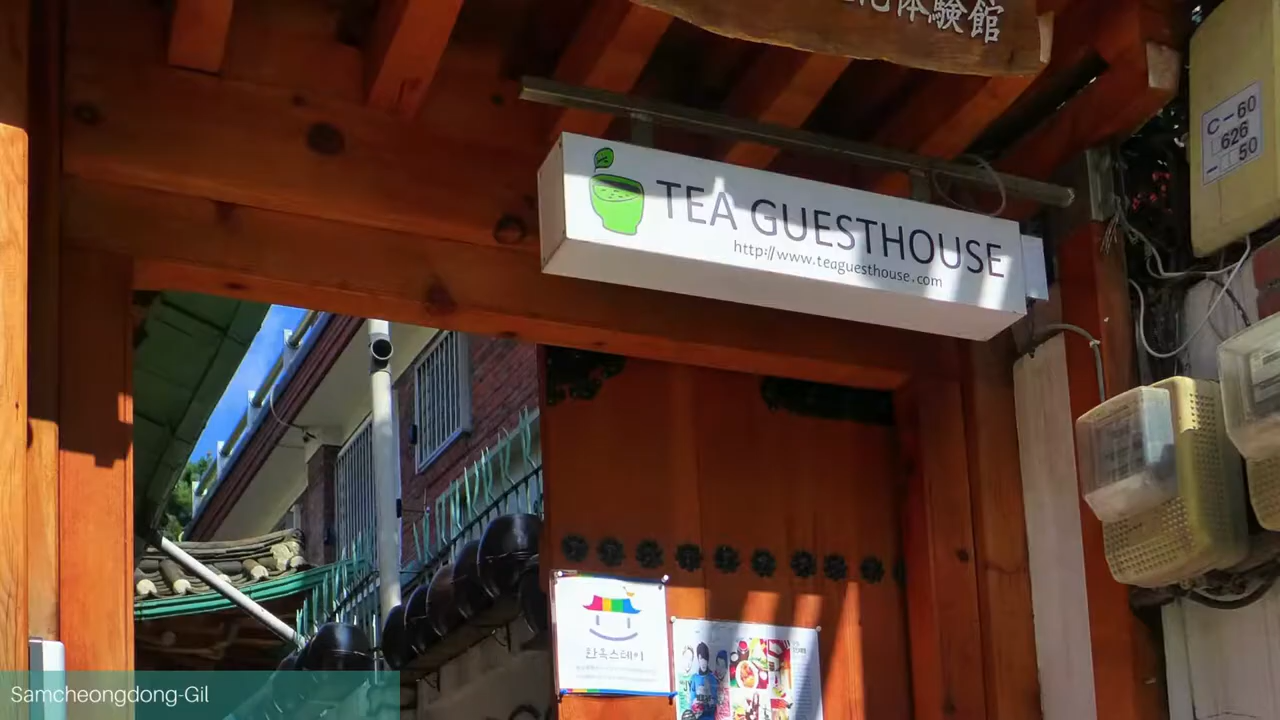 体験館
C-60
626
50
TEA GUESTHOUSE
http://www.teaguesthouse.com
한옥스테이
Samcheongdong-Gil